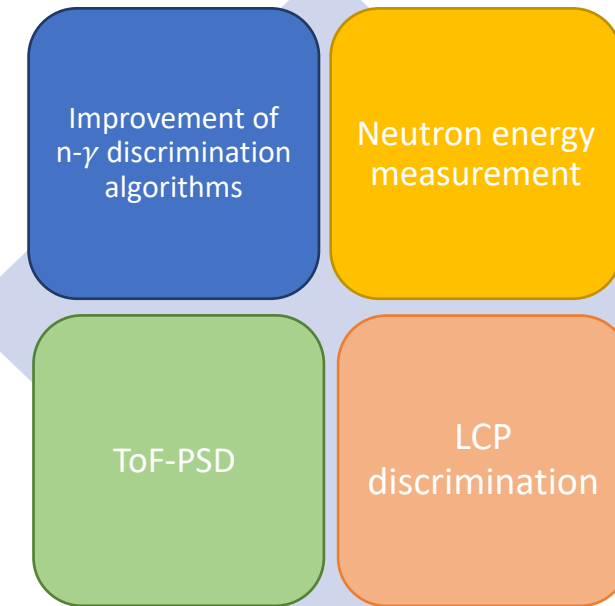 Improvement of
n-γ discrimination
algorithms
Neutron energy
measurement
ToF-PSD
LCP
discrimination